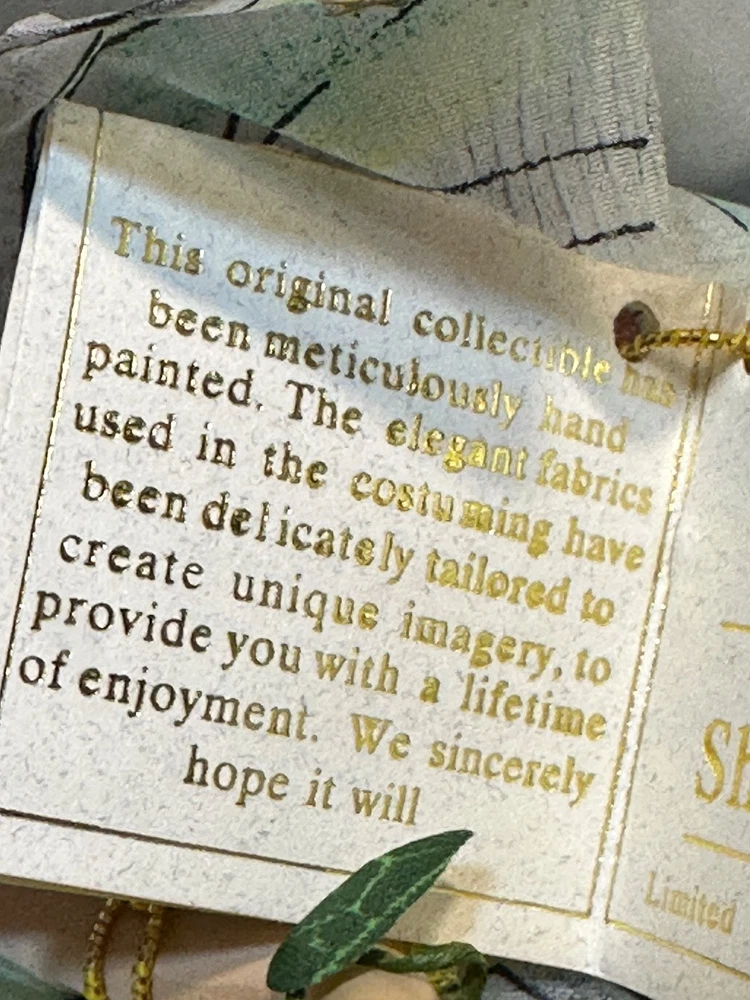 This original collectible has
been meticulously hand
painted. The elegant fabrics
used in the costuming have
been delicately tailored to
create unique imagery, to
provide you with a lifetime
of enjoyment. We sincerely
hope it will
Limited